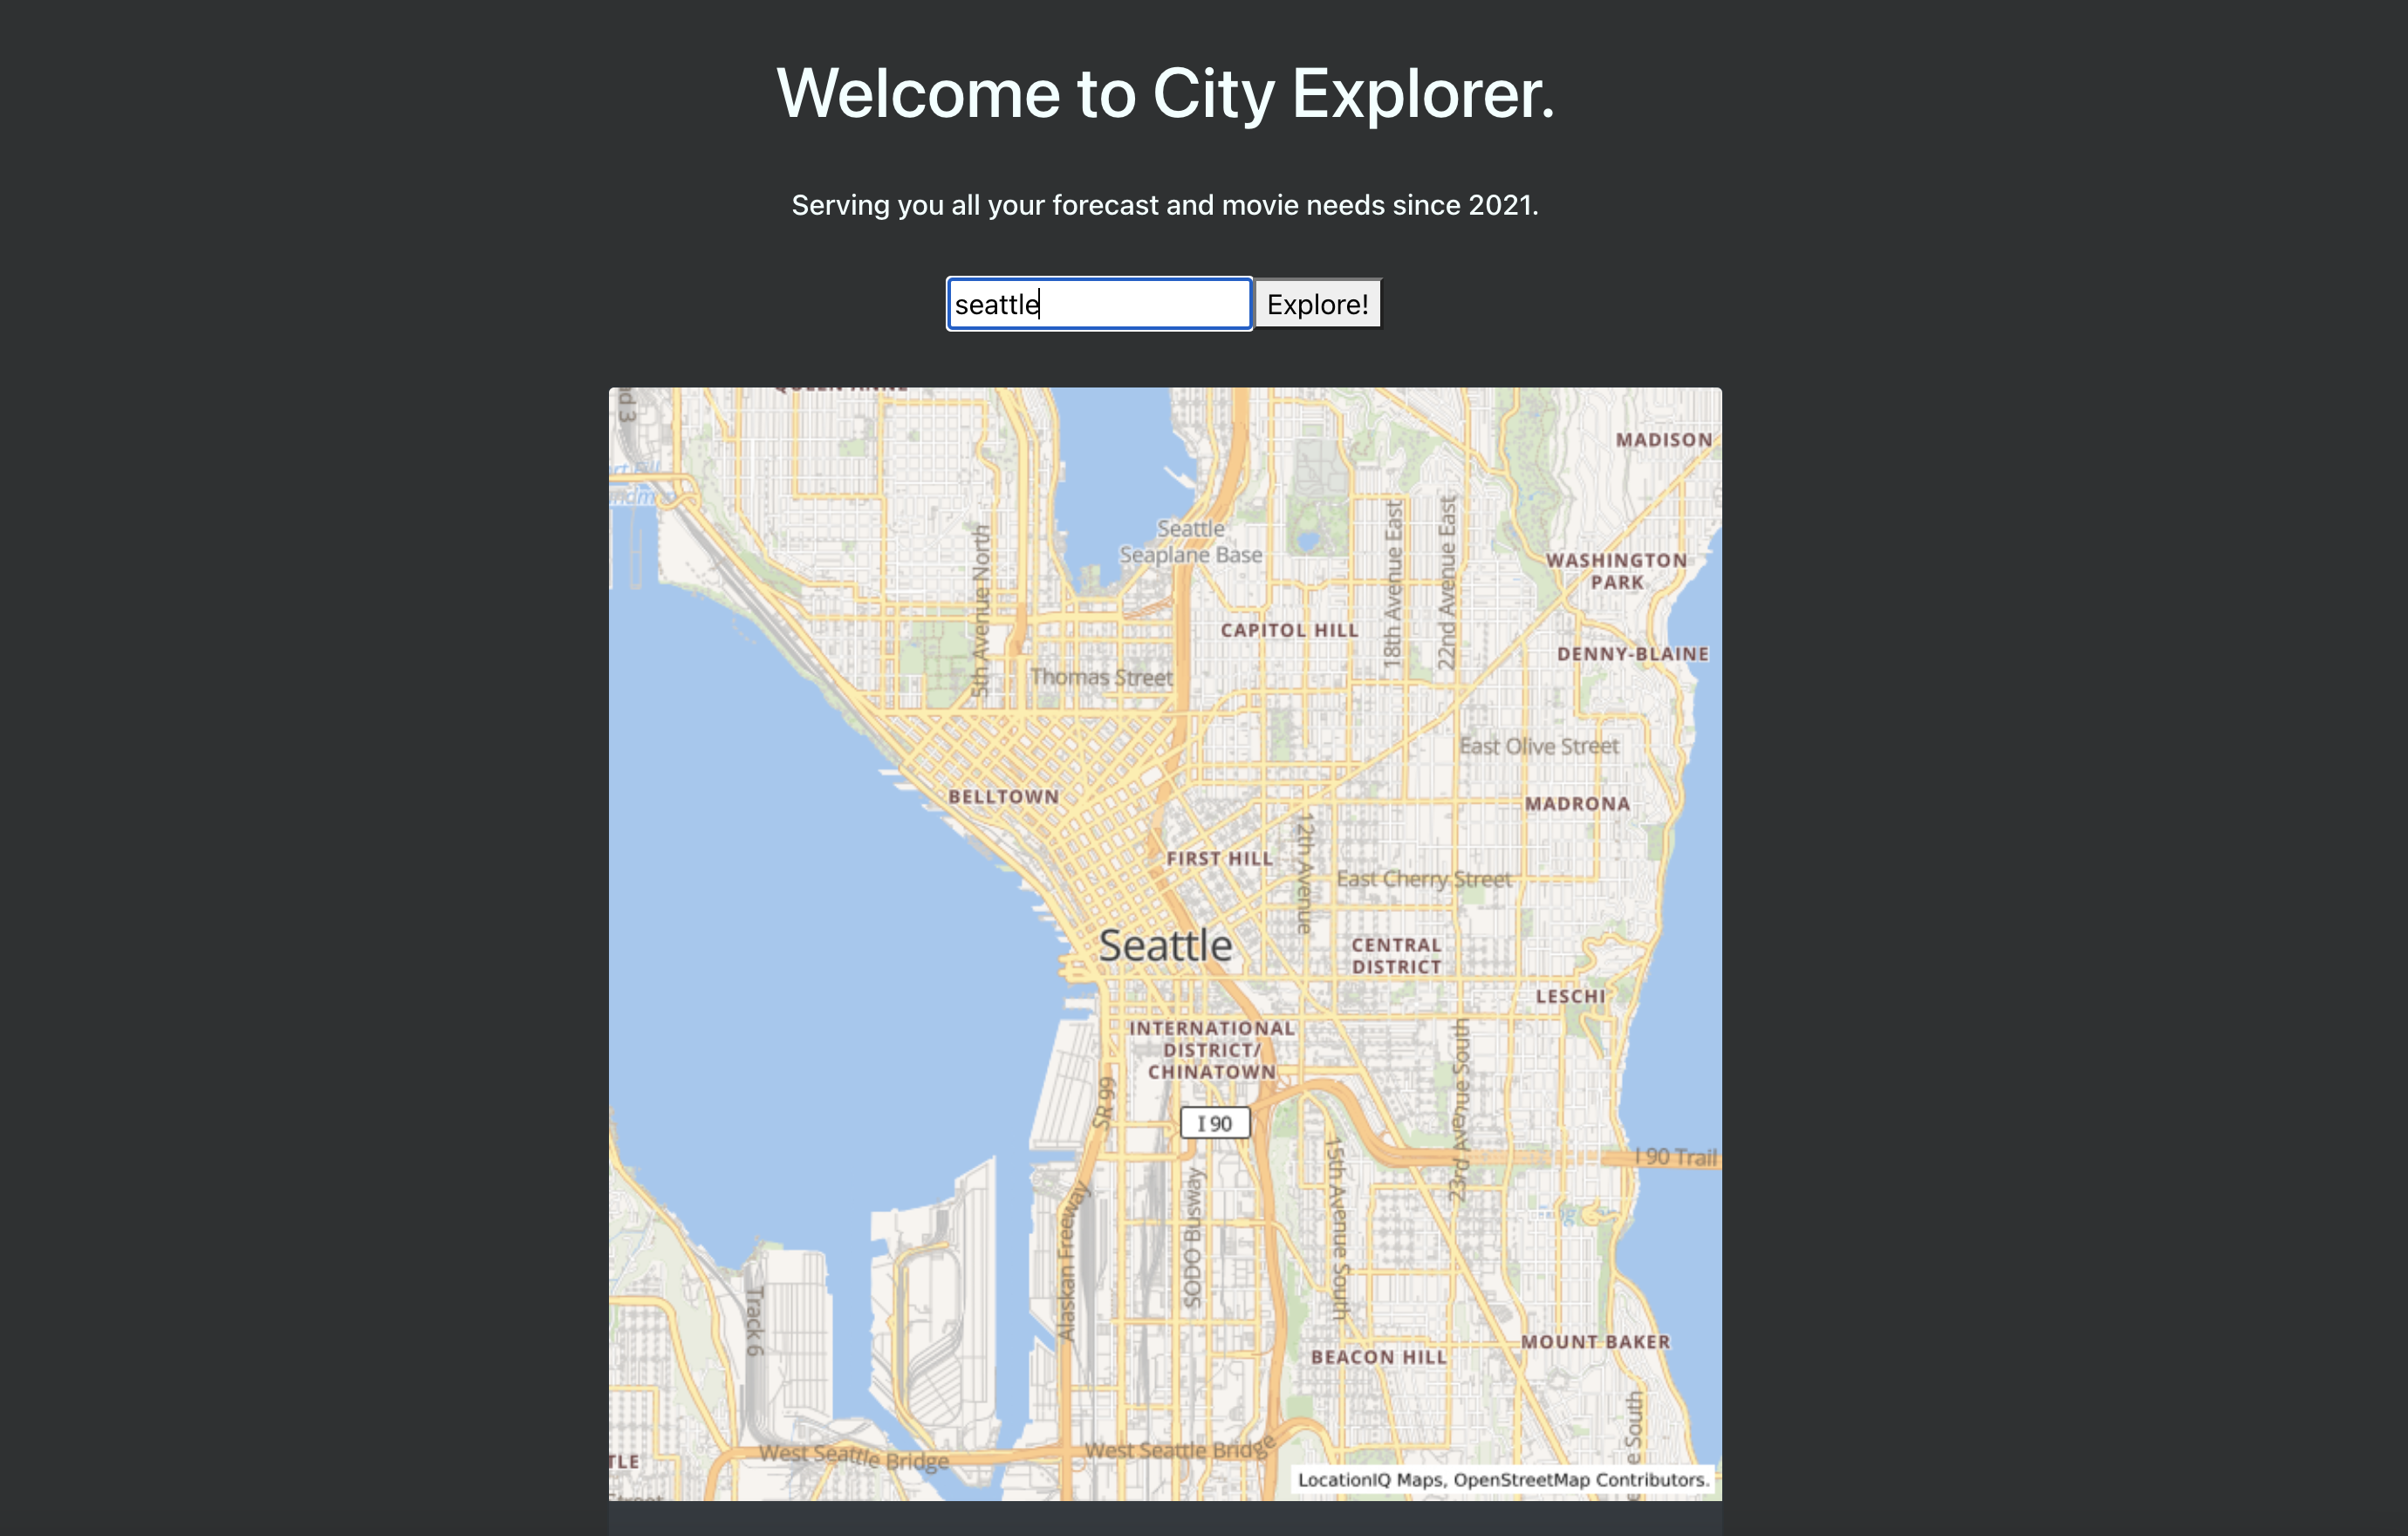 Welcome to City Explorer.
Serving you all your forecast and movie needs since 2021.
seattle
Explore!
QUEEN ANNE
MADISON
Seattle
Seaplane Base
5th Avenue North
18th Avenue East
22nd Avenue East
WASHINGTON
PARK
CAPITOL HILL
DENNY-BLAINE
Thomas Street
East Olive Street
BELLTOWN
MADRONA
12th Avenue
FIRST HILL
East Cherry Street
Seattle
CENTRAL
DISTRICT
LESCHI
INTERNATIONAL
DISTRICT/
CHINATOWN
SR 99
I 90
23rd Avenue South
I 90 Trail
15th Avenue South
SODO Busway
Alaskan Freeway
Track 6
MOUNT BAKER
BEACON HILL
West Seattle Bridge
West Seattle Bridge
TLE
e South
LocationIQ Maps, OpenStreetMap Contributors.